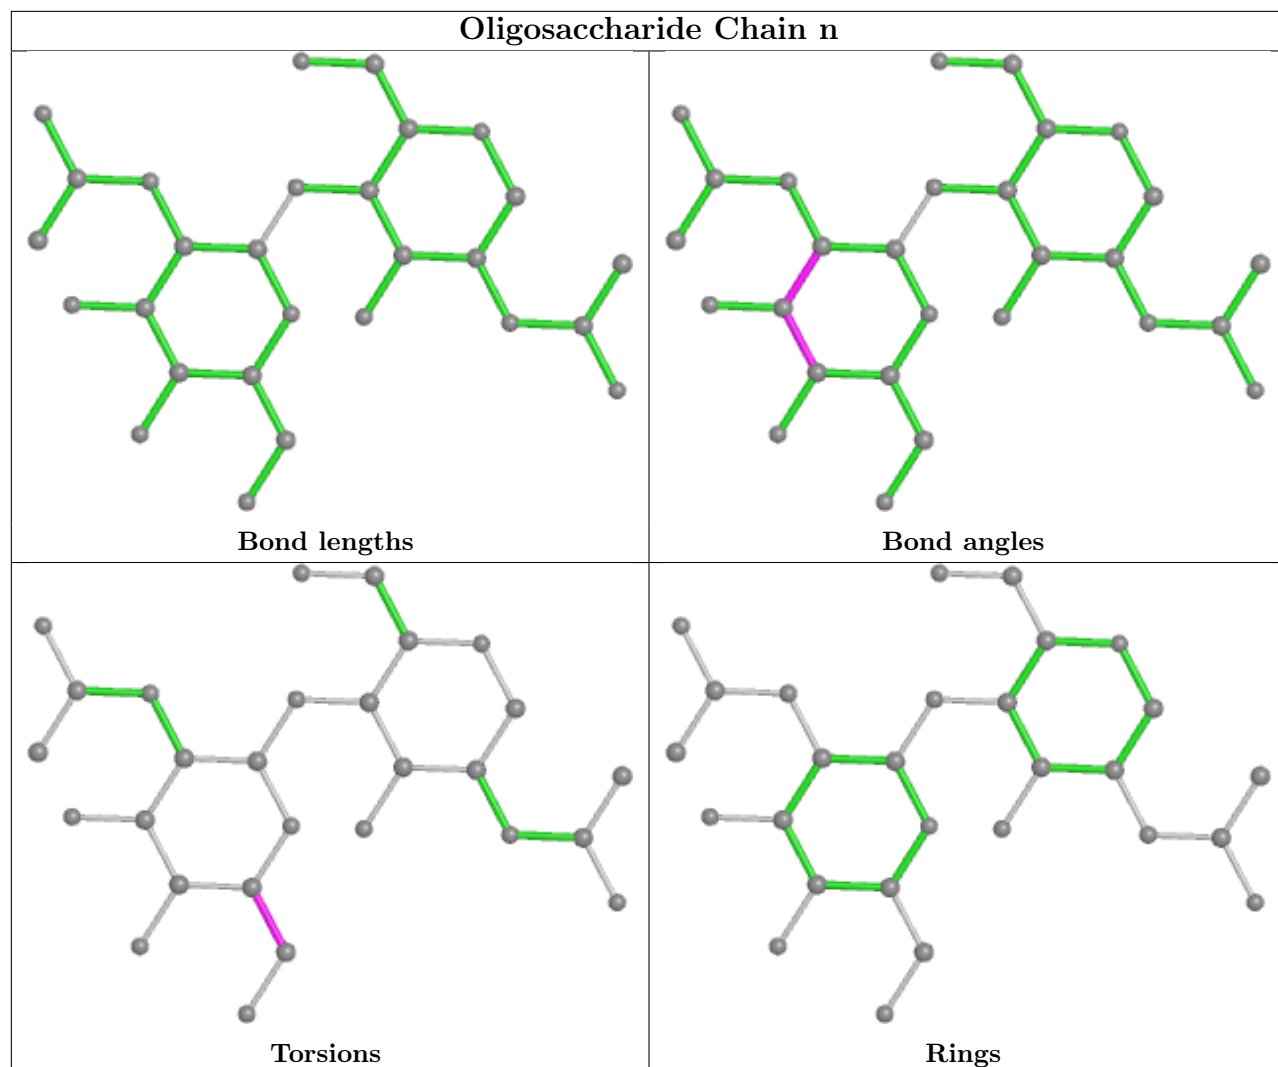 Oligosaccharide Chain n
Bond lengths
Bond angles
Torsions
Rings